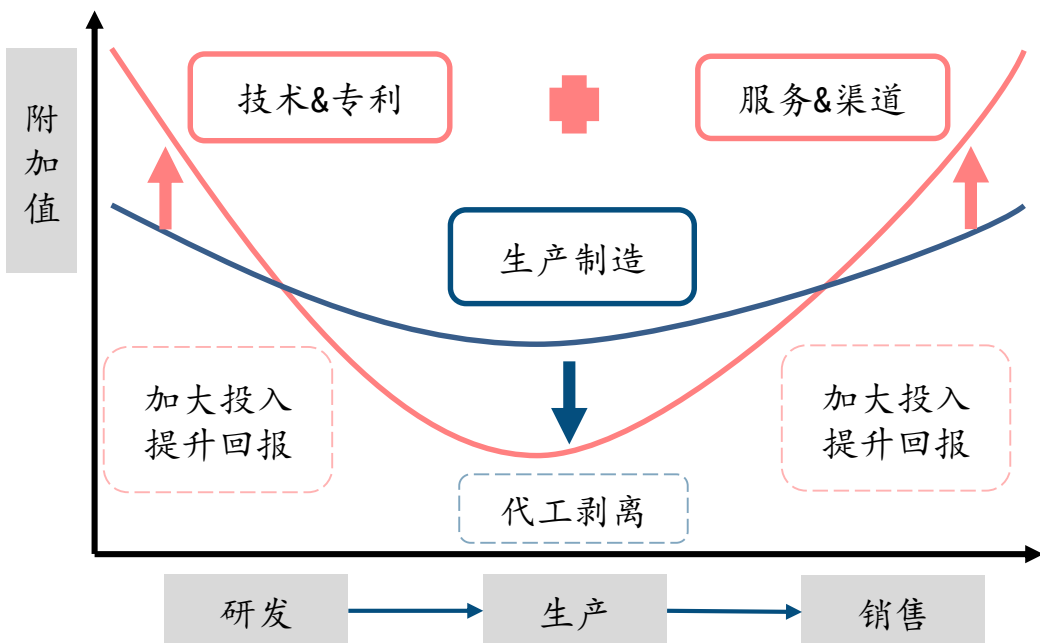 附加值
技术&专利
服务&渠道
生产制造
加大投入
提升回报
加大投入
提升回报
代工剥离
研发
生产
销售